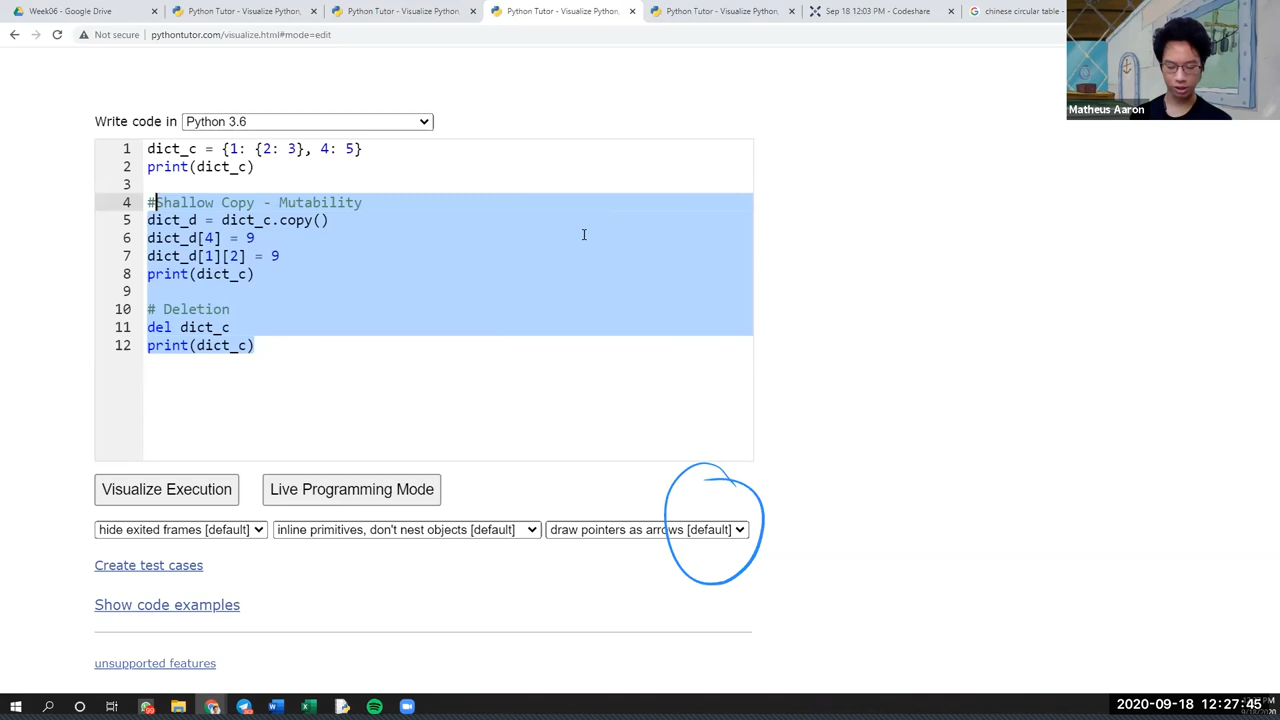 Week06 - Google Drive
Python Tutor - Visualize Python,
Python Tutor - Visualize Python,
Python Tutor - Visualize Python,
Python Tutor - Visualize Python,
Sep 18 12:03 PM - Codeshare
chinese circular table -
Not secure
pythontutor.com/visualize.html#mode=edit
Matheus Aaron
Write code in Python 3.6
1 dict_c = {1: {2: 3}, 4: 5}
2 print(dict_c)
3
4 #Shallow Copy - Mutability
5 dict_d = dict_c.copy()
6 dict_d[4] = 9
7 dict_d[1][2] = 9
8 print(dict_c)
9
10 # Deletion
11 del dict_c
12 print(dict_c)
Visualize Execution
Live Programming Mode
hide exited frames [default]
inline primitives, don't nest objects [default]
draw pointers as arrows [default]
Create test cases
Show code examples
unsupported features
2020-09-18 12:27:45